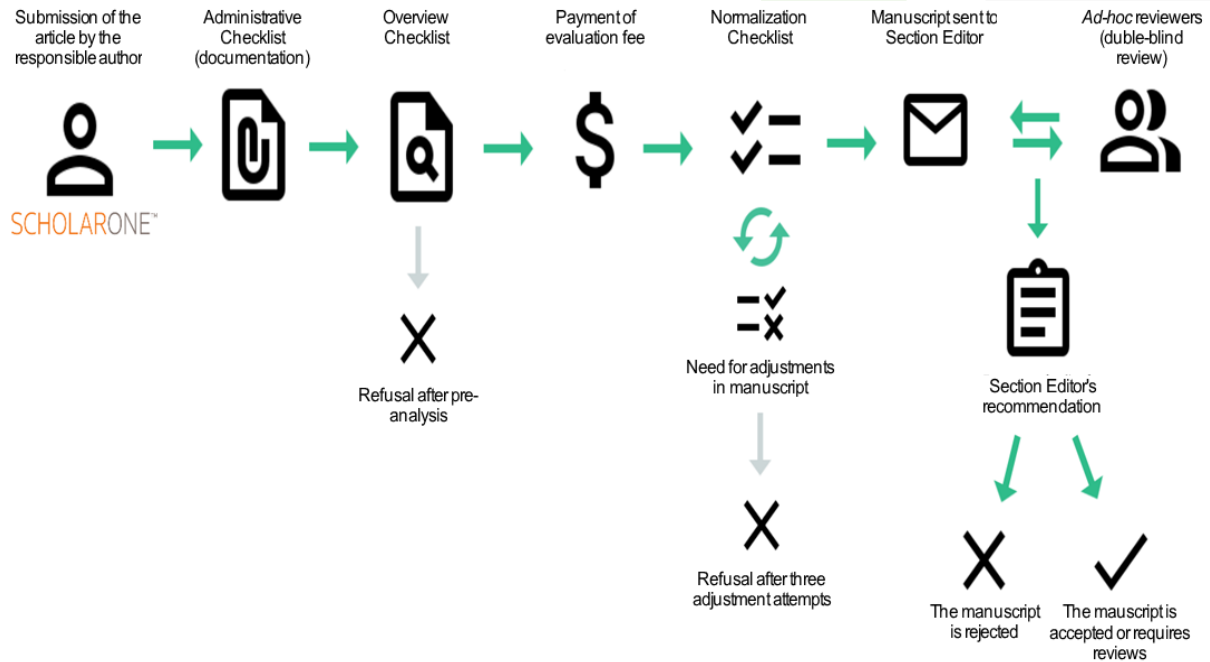 Submission of the
article by the
responsible author
Administrative
Checklist
(documentation)
Overview
Checklist
Payment of
evaluation fee
Normalization
Checklist
Manuscript sent to
Section Editor
Ad-hoc reviewers
(duble-blind
review)
SCHOLARONE™
Refusal after pre-
analysis
Need for adjustments
in manuscript
Refusal after three
adjustment attempts
Section Editor's
recommendation
The manuscript
is rejected
The mauscript is
accepted or requires
reviews